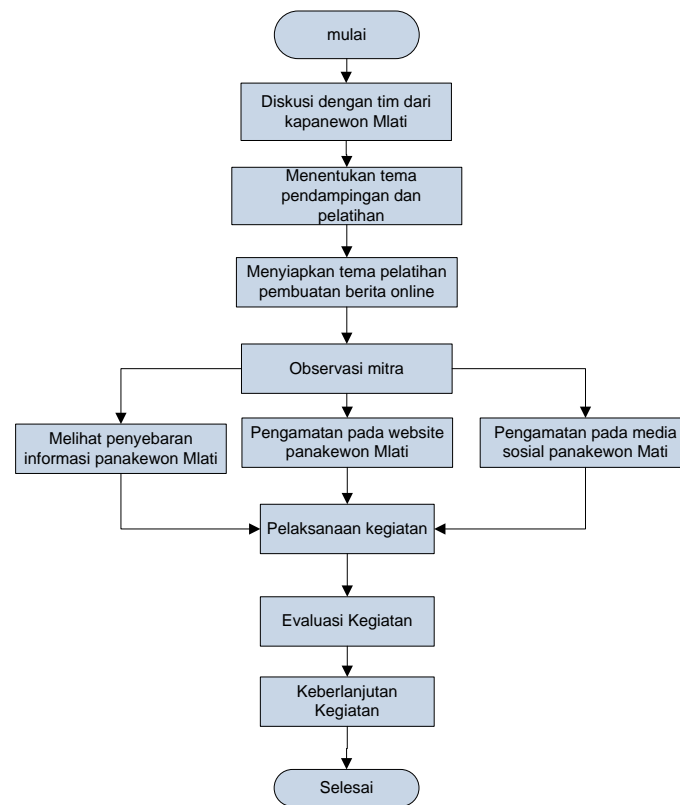 mulai
Diskusi dengan tim dari
kapanewon Mlati
Menentukan tema
pendampingan dan
pelatihan
Menyiapkan tema pelatihan
pembuatan berita online
Observasi mitra
Melihat penyebaran
informasi panakewon Mlati
Pengamatan pada website
panakewon Mlati
Pengamatan pada media
sosial panakewon Mati
Pelaksanaan kegiatan
Evaluasi Kegiatan
Keberlanjutan
Kegiatan
Selesai